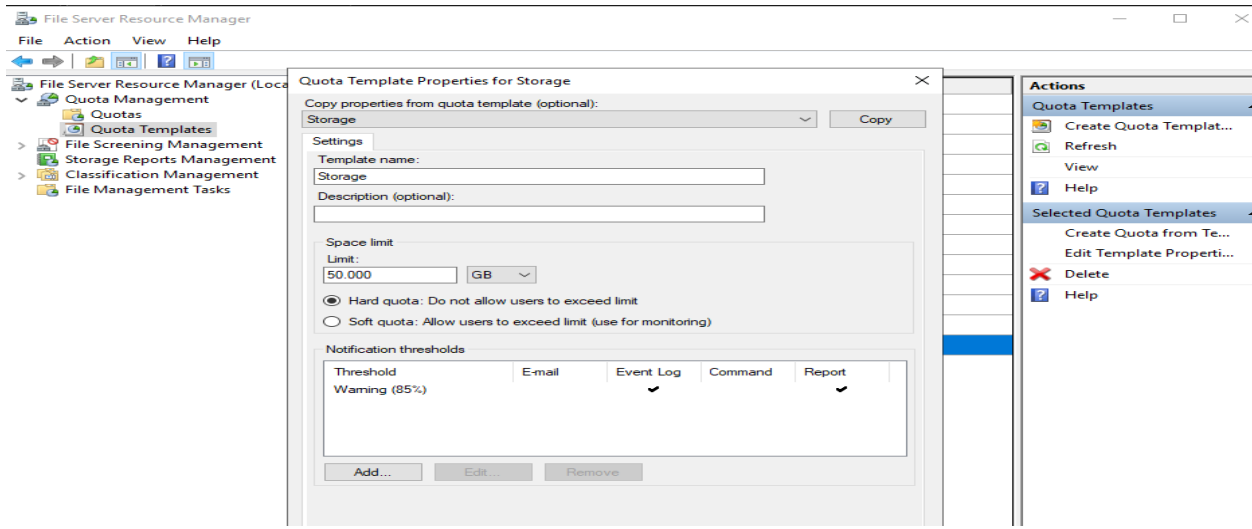 File Server Resource Manager
File Action View Help
File Server Resource Manager (Loca
Quota Management
Quotas
Quota Templates
File Screening Management
Storage Reports Management
Classification Management
File Management Tasks
Quota Template Properties for Storage
Copy properties from quota template (optional):
Storage Copy
Settings
Template name:
Storage
Description (optional):
Space limit
Limit:
50.000 GB
Hard quota: Do not allow users to exceed limit
Soft quota: Allow users to exceed limit (use for monitoring)
Notification thresholds
Threshold E-mail Event Log Command Report
Warning (85%)
Add... Edit... Remove
Actions
Quota Templates
Create Quota Templat...
Refresh
View
Help
Selected Quota Templates
Create Quota from Te...
Edit Template Properti...
Delete
Help